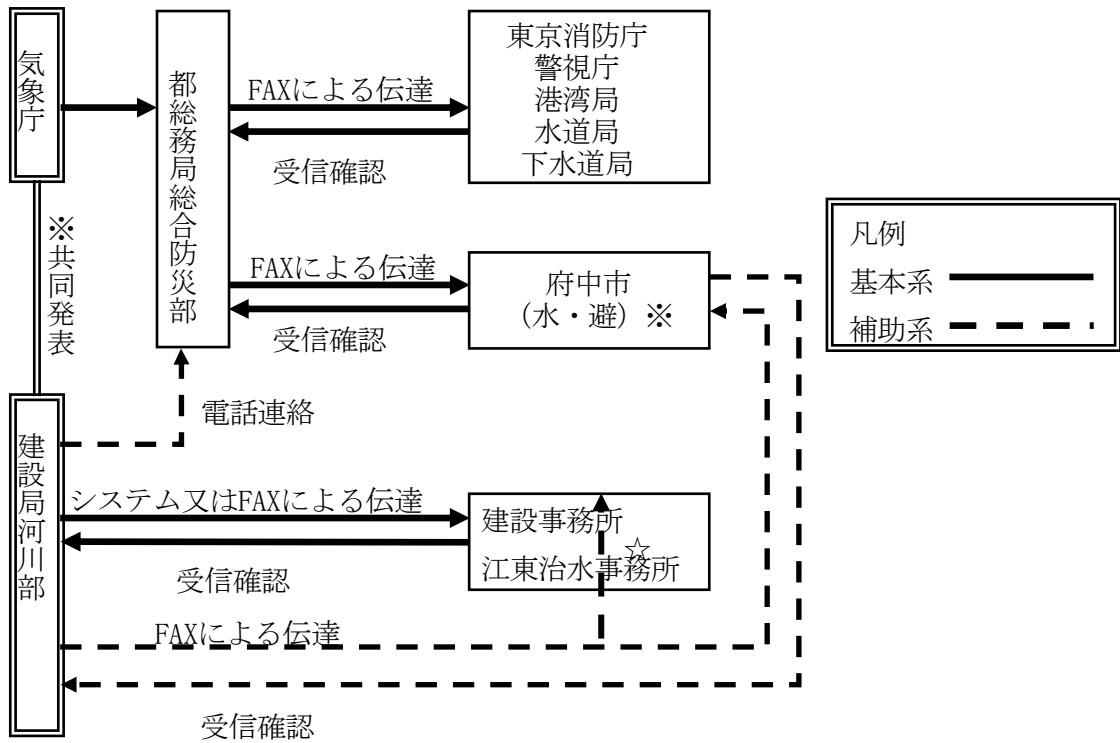 気象庁
※共同発表
建設局河川部
都総務局総合防災部
FAXによる伝達
受信確認
東京消防庁
警視庁
港湾局
水道局
下水道局
FAXによる伝達
受信確認
府中市
（水・避）※
電話連絡
システム又はFAXによる伝達
受信確認
建設事務所
☆
江東治水事務所
FAXによる伝達
受信確認
凡例
基本系
補助系